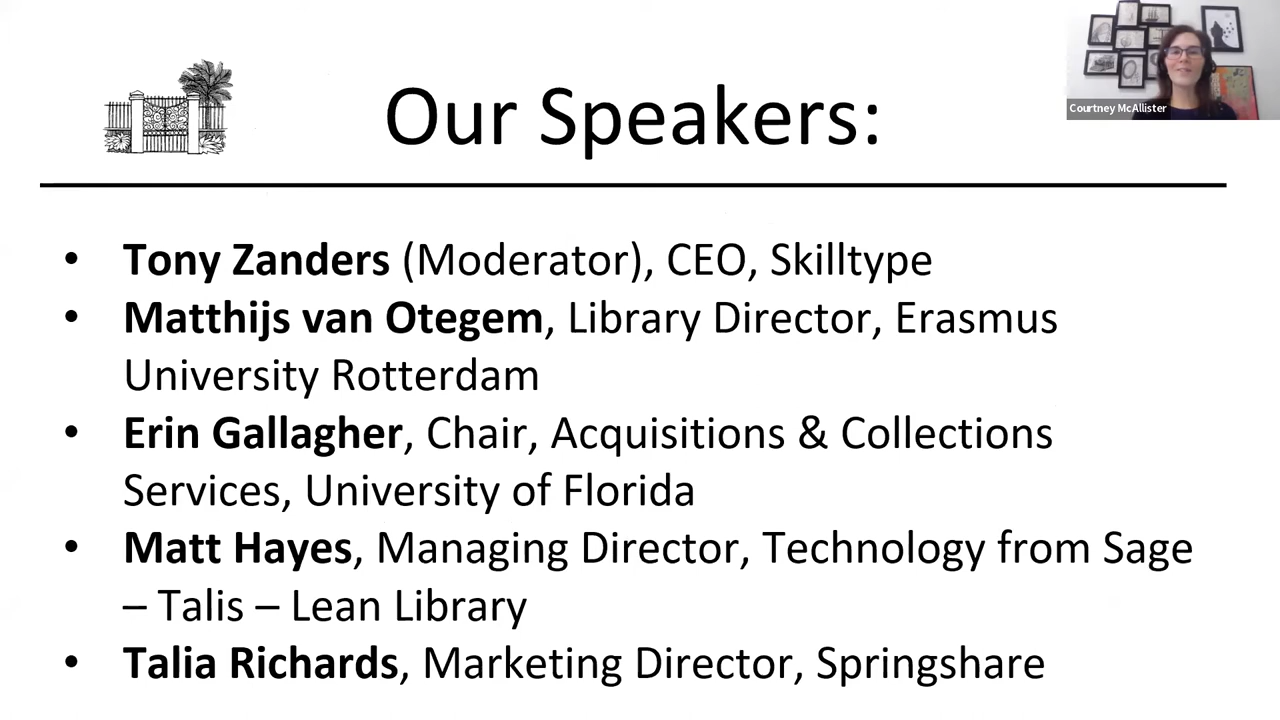 Our Speakers:
Courtney McAllister
• Tony Zanders (Moderator), CEO, Skilltype
• Matthijs van Otegem, Library Director, Erasmus
University Rotterdam
• Erin Gallagher, Chair, Acquisitions & Collections
Services, University of Florida
• Matt Hayes, Managing Director, Technology from Sage
– Talis – Lean Library
• Talia Richards, Marketing Director, Springshare